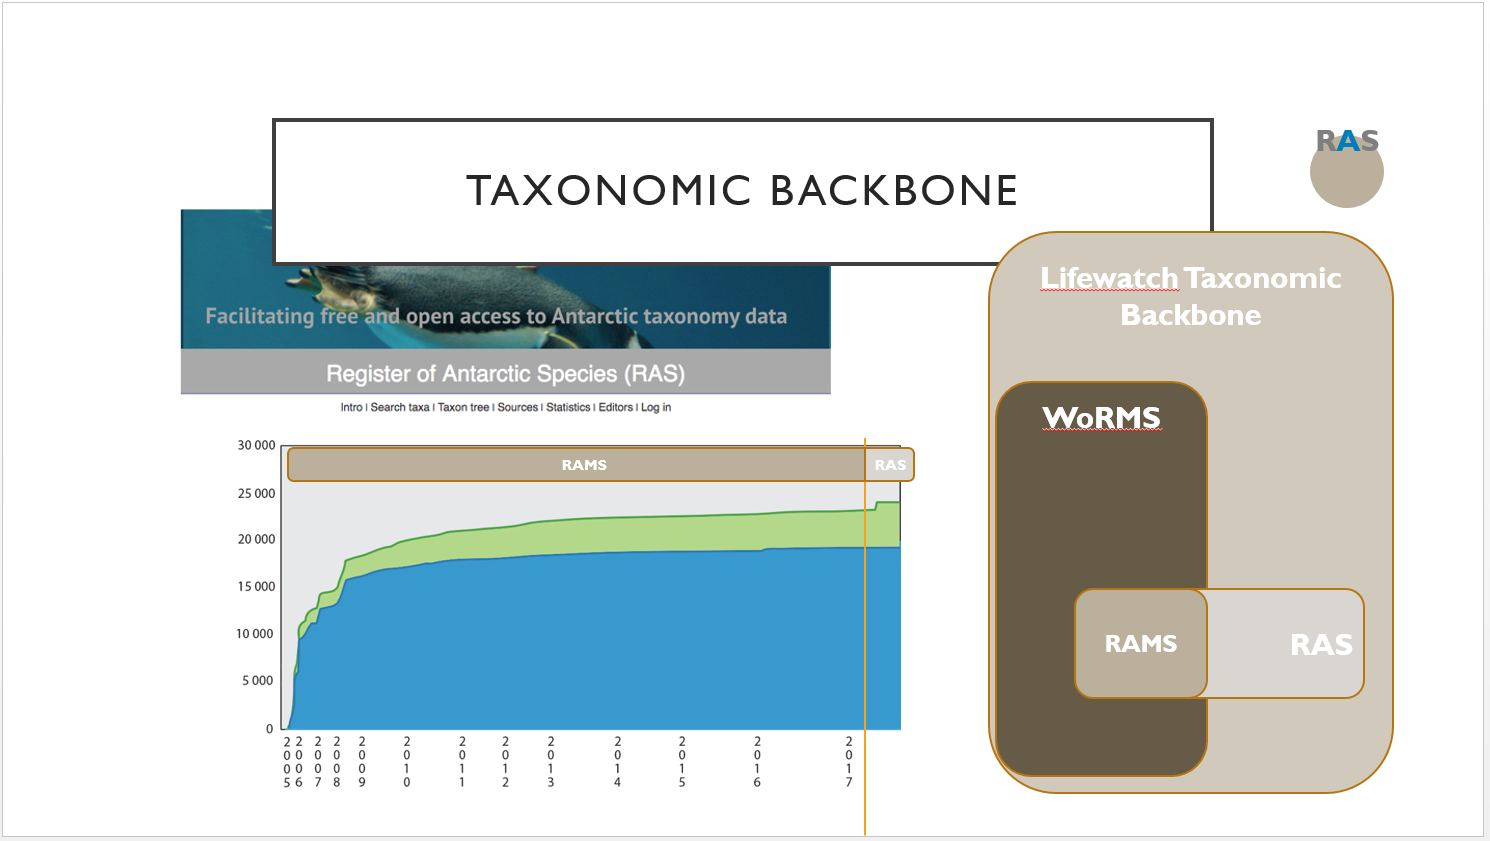 TAXONOMIC BACKBONE
RAS
Facilitating free and open access to Antarctic taxonomy data
Register of Antarctic Species (RAS)
Intro | Search taxa | Taxon tree | Sources | Statistics | Editors | Log in
30 000
25 000
20 000
15 000
10 000
5 000
0
RAMS
RAS
2005
2006
2007
2008
2009
2010
2011
2012
2013
2014
2015
2016
2017
Lifewatch Taxonomic
Backbone
WoRMS
RAMS
RAS